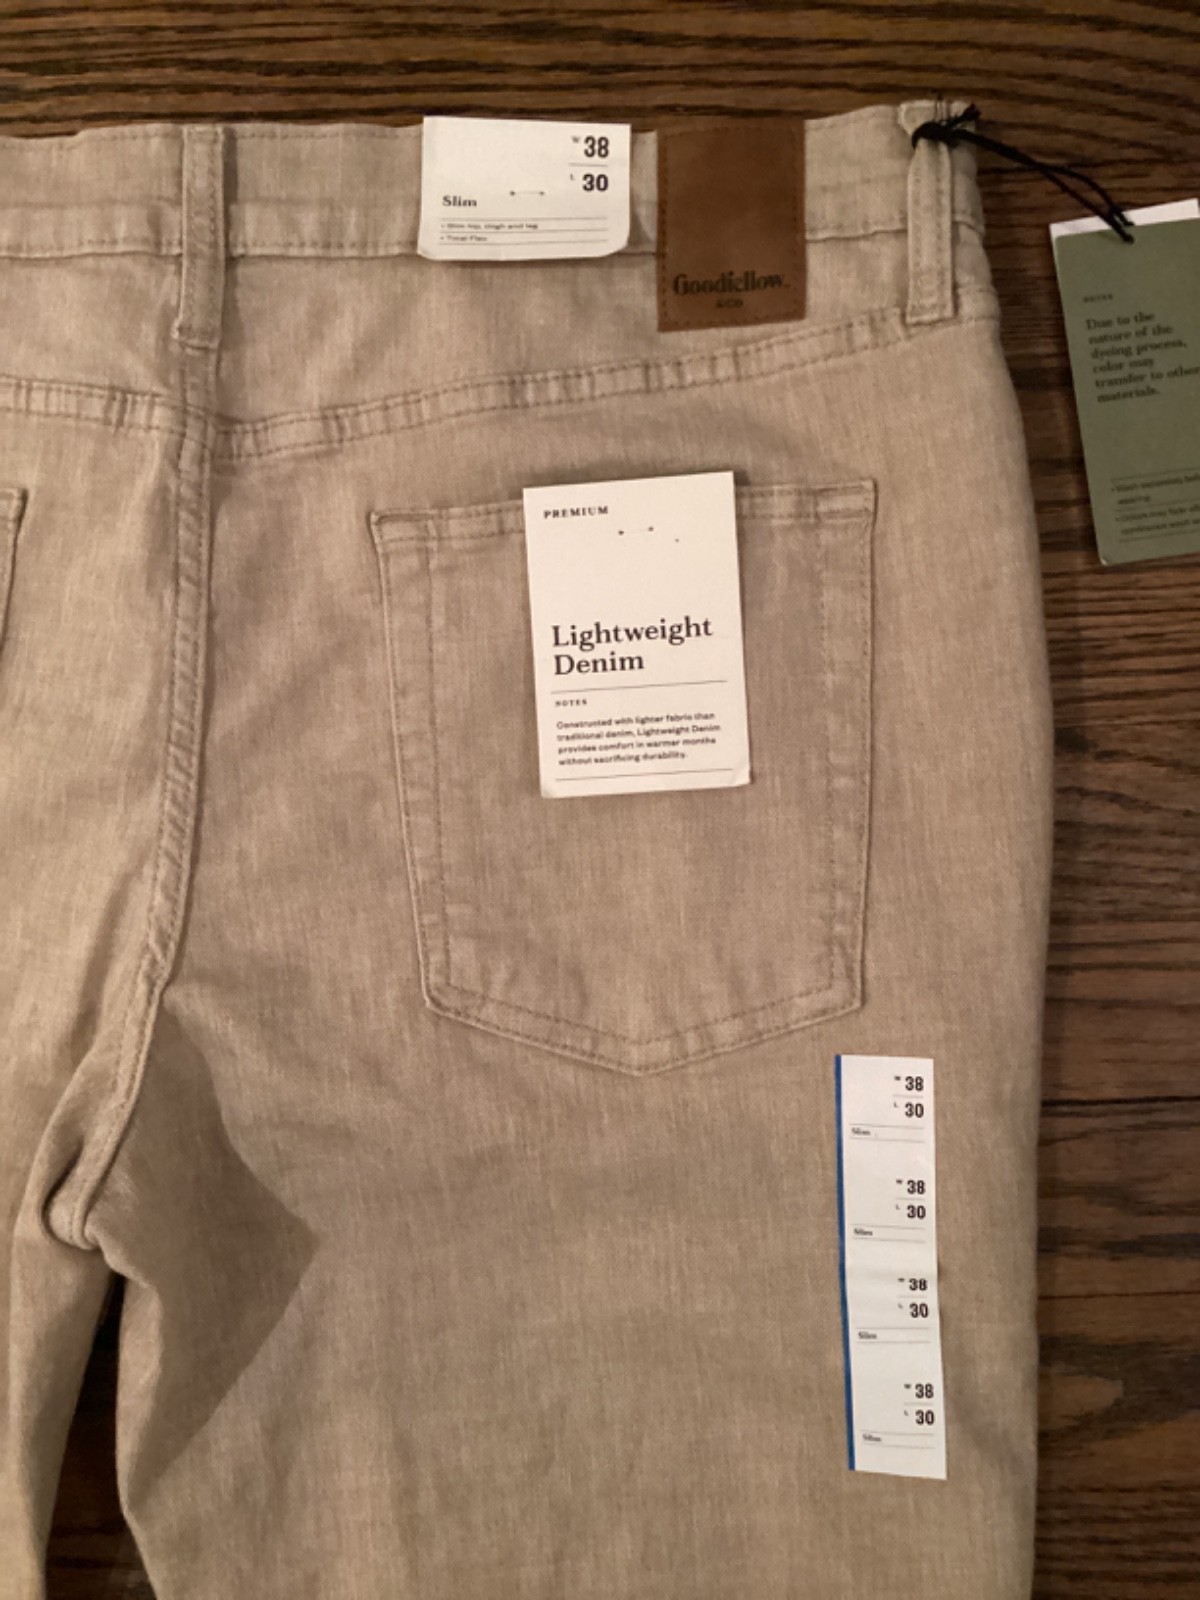 W 38
L 30
Slim
• Slim hip, thigh and leg
• Total Flex
Goodfellow
&CO
NOTES
Due to the
nature of the
dyeing process,
color may
transfer to other
materials.
• Wash separately
wearing
PREMIUM
Lightweight
Denim
NOTES
Constructed with lighter fabric than
traditional denim, Lightweight Denim
provides comfort in warmer months
without sacrificing durability.
W 38
L 30
Slim
W 38
L 30
Slim
W 38
L 30
Slim
W 38
L 30
Slim